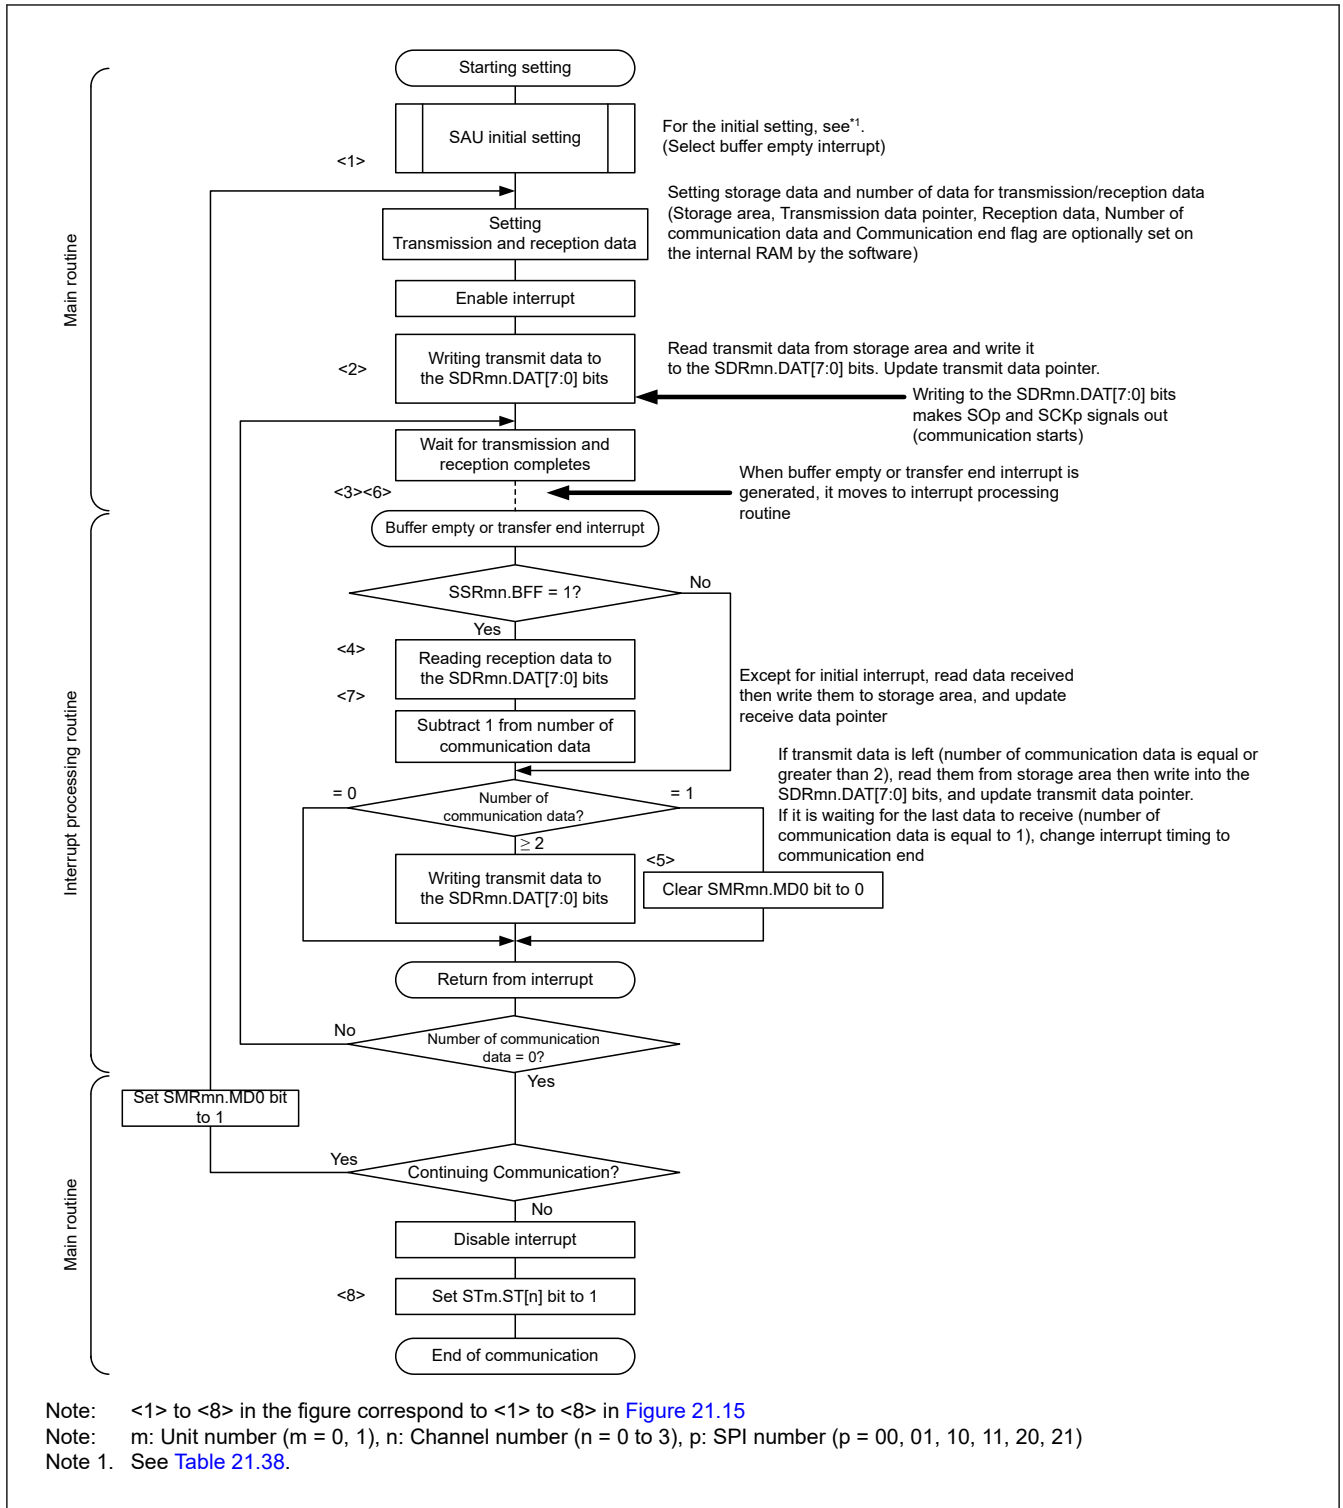 Starting setting
SAU initial setting
For the initial setting, see*1.
(Select buffer empty interrupt)
<1>
Setting storage data and number of data for transmission/reception data
(Storage area, Transmission data pointer, Reception data, Number of
communication data and Communication end flag are optionally set on
the internal RAM by the software)
Setting
Transmission and reception data
Main routine
Enable interrupt
<2>
Writing transmit data to
the SDRmn.DAT[7:0] bits
Read transmit data from storage area and write it
to the SDRmn.DAT[7:0] bits. Update transmit data pointer.
Writing to the SDRmn.DAT[7:0] bits
makes SOp and SCKp signals out
(communication starts)
Wait for transmission and
reception completes
<3><6>
When buffer empty or transfer end interrupt is
generated, it moves to interrupt processing
routine
Buffer empty or transfer end interrupt
SSRmn.BFF = 1?
No
Yes
<4>
Reading reception data to
the SDRmn.DAT[7:0] bits
<7>
Except for initial interrupt, read data received
then write them to storage area, and update
receive data pointer
Subtract 1 from number of
communication data
Interrupt processing routine
If transmit data is left (number of communication data is equal or
greater than 2), read them from storage area then write into the
SDRmn.DAT[7:0] bits, and update transmit data pointer.
If it is waiting for the last data to receive (number of
communication data is equal to 1), change interrupt timing to
communication end
= 0
Number of
communication data?
= 1
≥ 2
<5>
Writing transmit data to
the SDRmn.DAT[7:0] bits
Clear SMRmn.MD0 bit to 0
Return from interrupt
No
Number of communication
data = 0?
Yes
Set SMRmn.MD0 bit
to 1
Yes
Continuing Communication?
No
Main routine
Disable interrupt
<8>
Set STm.ST[n] bit to 1
End of communication
Note: <1> to <8> in the figure correspond to <1> to <8> in Figure 21.15
Note: m: Unit number (m = 0, 1), n: Channel number (n = 0 to 3), p: SPI number (p = 00, 01, 10, 11, 20, 21)
Note 1. See Table 21.38.